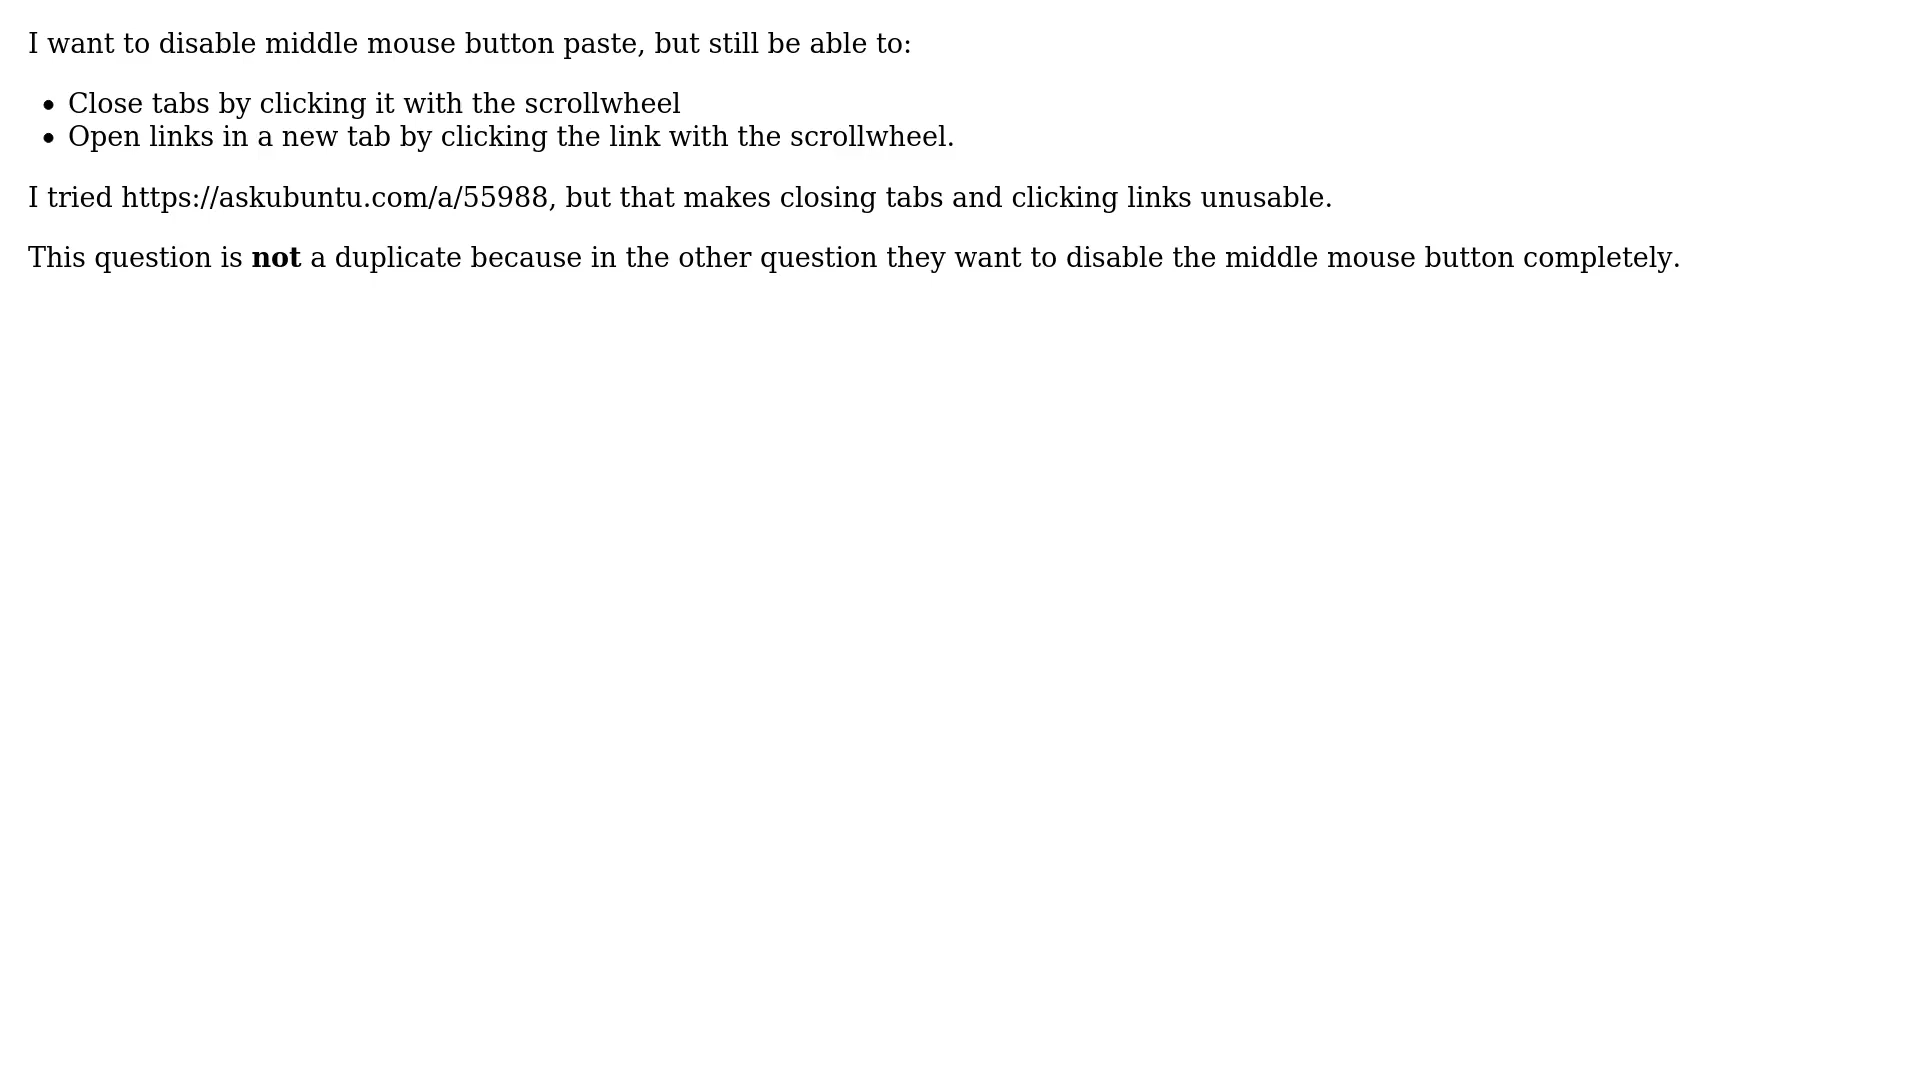 I want to disable middle mouse button paste, but still be able to:
• Close tabs by clicking it with the scrollwheel
• Open links in a new tab by clicking the link with the scrollwheel.
I tried https://askubuntu.com/a/55988, but that makes closing tabs and clicking links unusable.
This question is not a duplicate because in the other question they want to disable the middle mouse button completely.